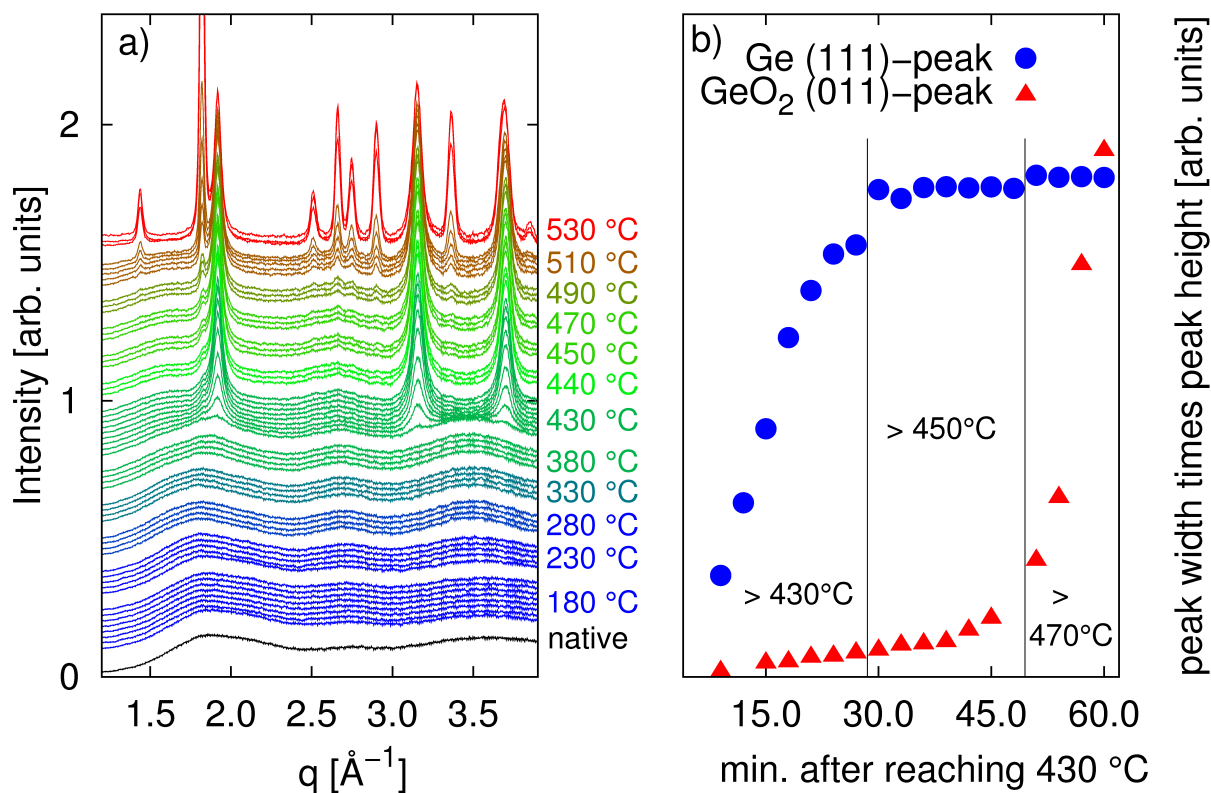 a)
Intensity [arb. units]
2
1
0
530 °C
510 °C
490 °C
470 °C
450 °C
440 °C
430 °C
380 °C
330 °C
280 °C
230 °C
180 °C
native
1.5 2.0 2.5 3.0 3.5
q [Å⁻¹]
b)
Ge (111)−peak
GeO₂ (011)−peak
> 450°C
> 430°C
>
470°C
15.0 30.0 45.0 60.0
min. after reaching 430 °C
peak width times peak height [arb. units]